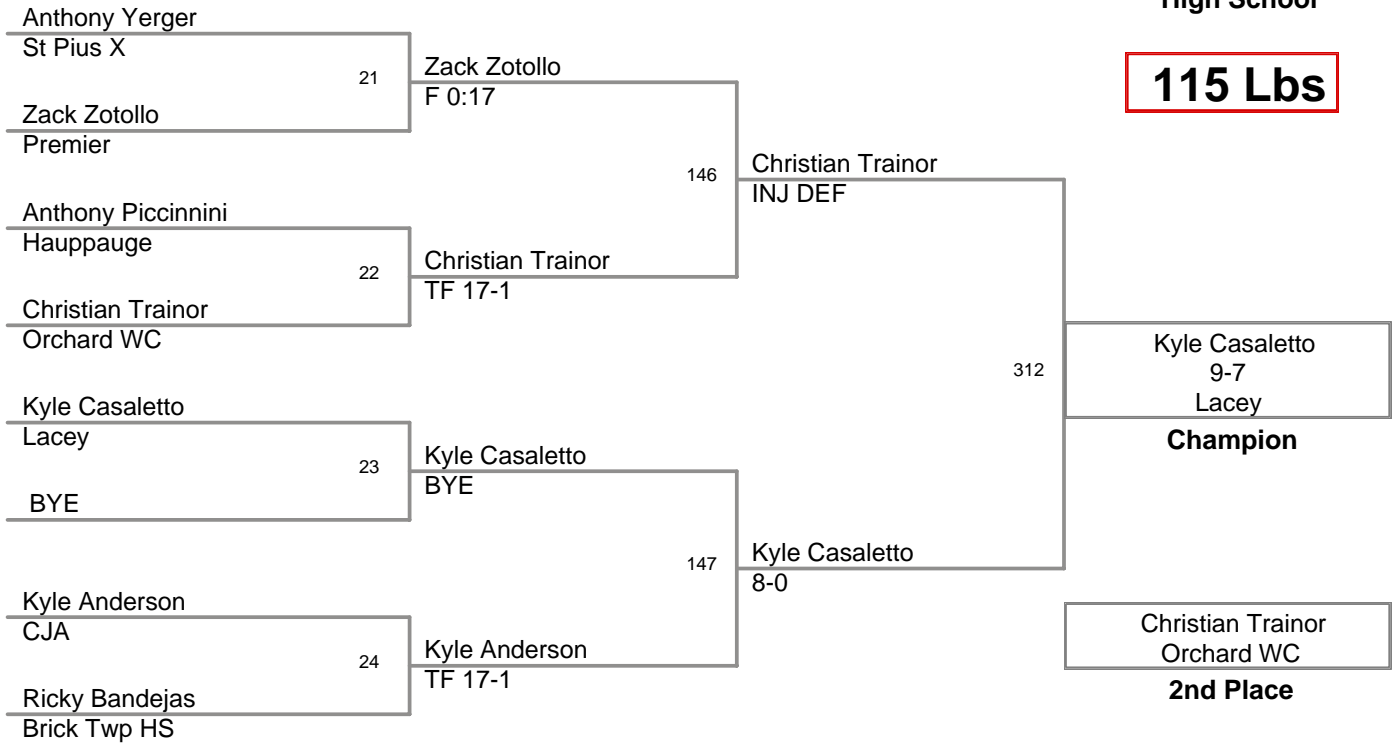 High School
115 Lbs
Anthony Yerger
St Pius X
21
Zack Zotollo
Premier
Zack Zotollo
F 0:17
Anthony Piccinnini
Hauppauge
22
Christian Trainor
Orchard WC
Christian Trainor
TF 17-1
146
Christian Trainor
INJ DEF
Kyle Casaletto
Lacey
23
BYE
Kyle Casaletto
BYE
Kyle Anderson
CJA
24
Ricky Bandejas
Brick Twp HS
Kyle Anderson
TF 17-1
147
Kyle Casaletto
8-0
312
Kyle Casaletto
9-7
Lacey
Champion
Christian Trainor
Orchard WC
2nd Place